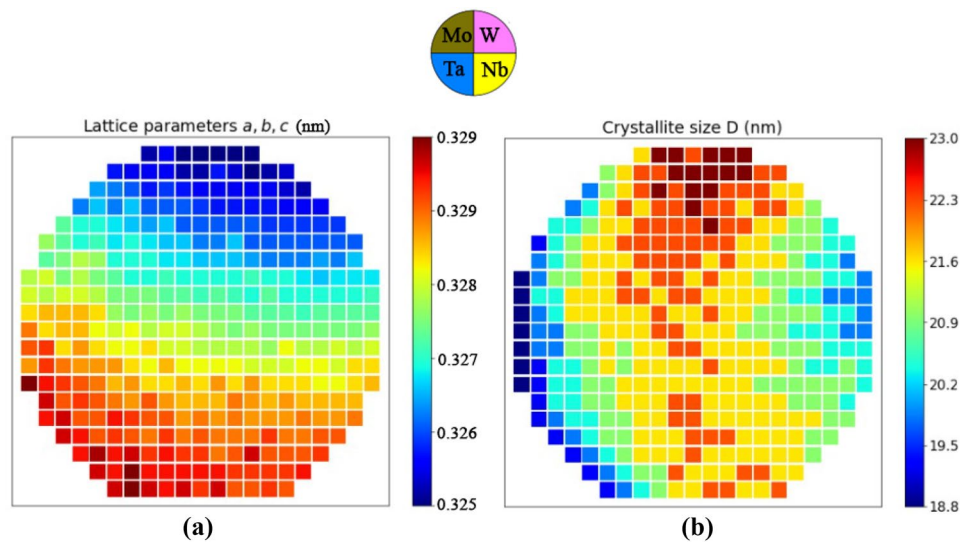 Mo W
Ta Nb
Lattice parameters a, b, c (nm)
0.329
0.329
0.328
0.327
0.326
0.325
(a)
Crystallite size D (nm)
23.0
22.3
21.6
20.9
20.2
19.5
18.8
(b)